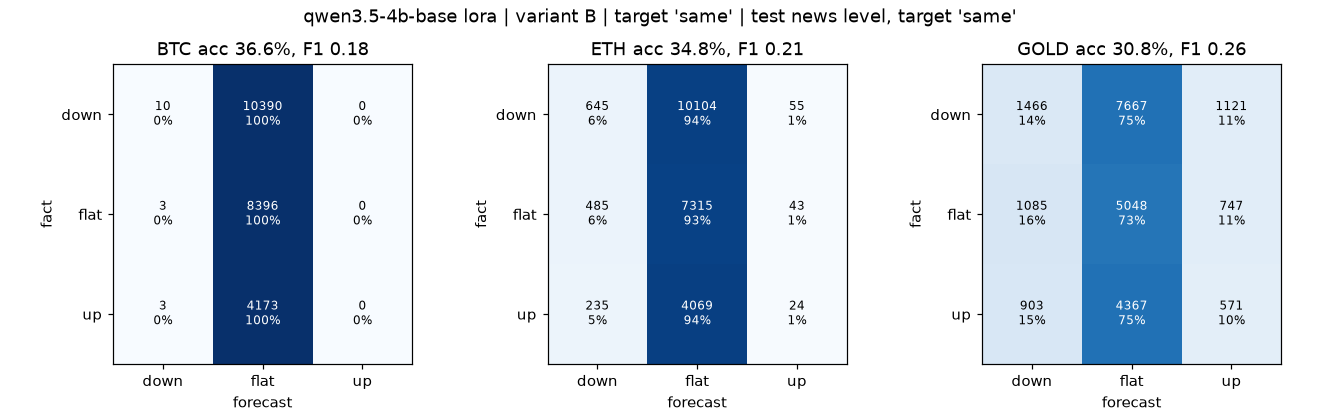 qwen3.5-4b-base lora | variant B | target 'same' | test news level, target 'same'
BTC acc 36.6%, F1 0.18
fact
down
flat
up
10
0%
10390
100%
0
0%
3
0%
8396
100%
0
0%
3
0%
4173
100%
0
0%
down
flat
up
forecast
ETH acc 34.8%, F1 0.21
fact
down
flat
up
645
6%
10104
94%
55
1%
485
6%
7315
93%
43
1%
235
5%
4069
94%
24
1%
down
flat
up
forecast
GOLD acc 30.8%, F1 0.26
fact
down
flat
up
1466
14%
7667
75%
1121
11%
1085
16%
5048
73%
747
11%
903
15%
4367
75%
571
10%
down
flat
up
forecast